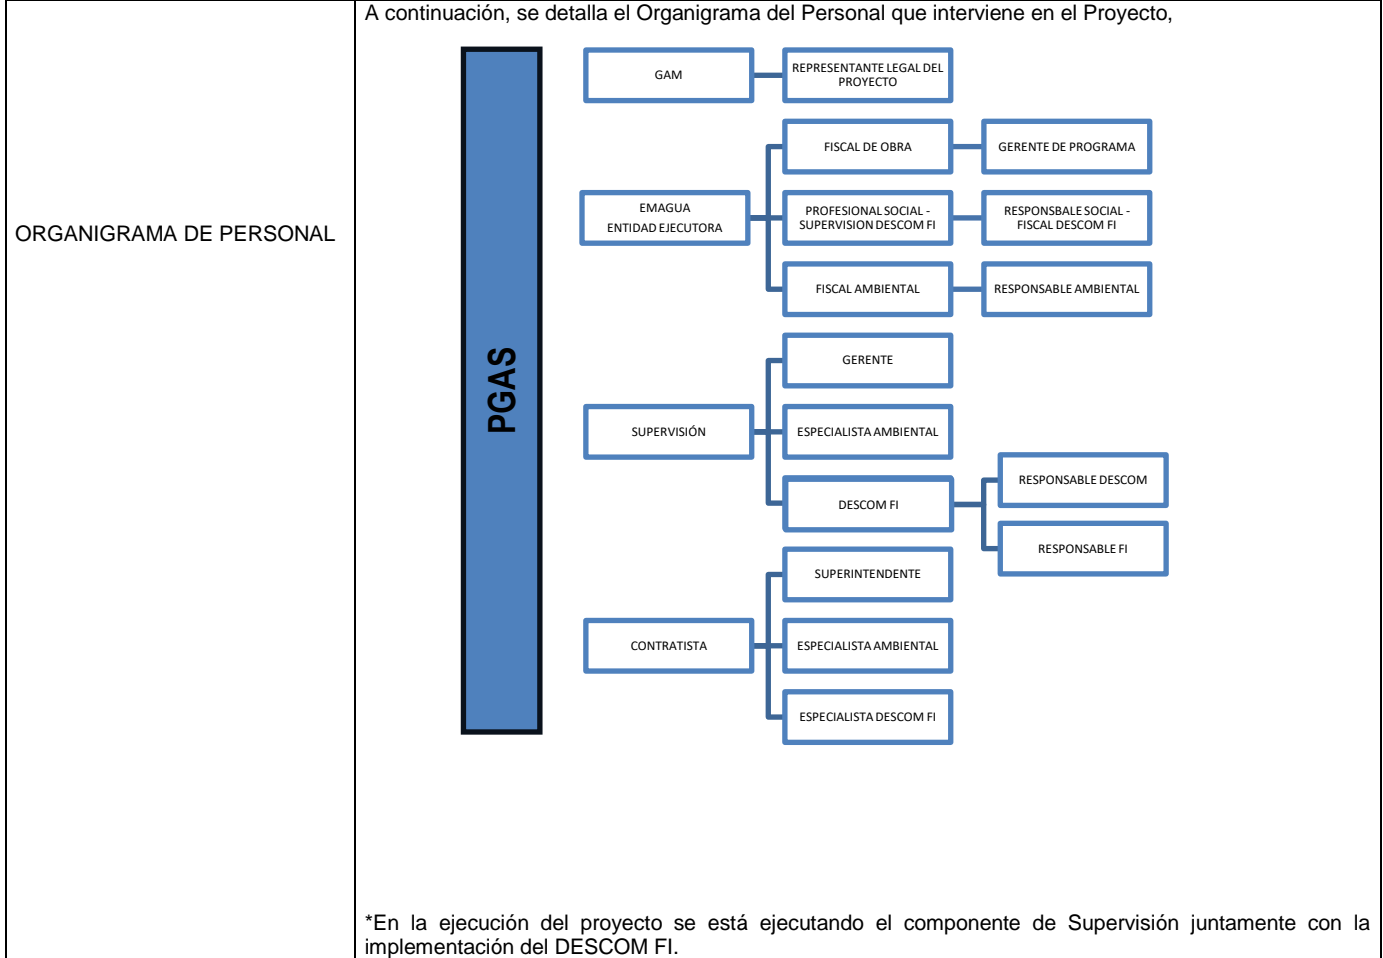 ORGANIGRAMA DE PERSONAL
A continuación, se detalla el Organigrama del Personal que interviene en el Proyecto,
PGAS
GAM
REPRESENTANTE LEGAL DEL
PROYECTO
EMAGUA
ENTIDAD EJECUTORA
FISCAL DE OBRA
GERENTE DE PROGRAMA
PROFESIONAL SOCIAL -
SUPERVISION DESCOM FI
RESPONSBALE SOCIAL -
FISCAL DESCOM FI
FISCAL AMBIENTAL
RESPONSABLE AMBIENTAL
SUPERVISIÓN
GERENTE
ESPECIALISTA AMBIENTAL
DESCOM FI
RESPONSABLE DESCOM
RESPONSABLE FI
CONTRATISTA
SUPERINTENDENTE
ESPECIALISTA AMBIENTAL
ESPECIALISTA DESCOM FI
*En la ejecución del proyecto se está ejecutando el componente de Supervisión juntamente con la
implementación del DESCOM FI.